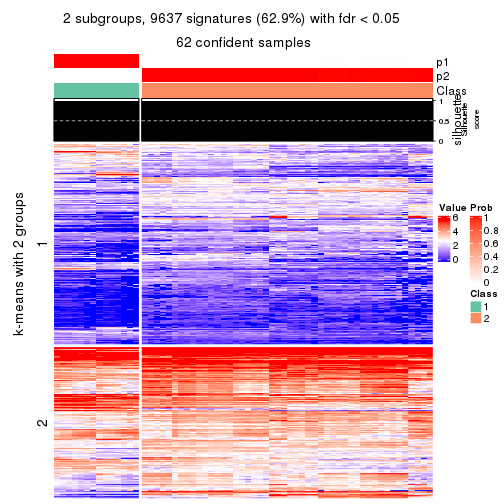 2 subgroups, 9637 signatures (62.9%) with fdr < 0.05
62 confident samples
p1
p2
Class
1
0.5
0
silhouette
Silhouette
score
k-means with 2 groups
1
2
Value
6
4
2
0
Prob
1
0.8
0.6
0.4
0.2
0
Class
1
2